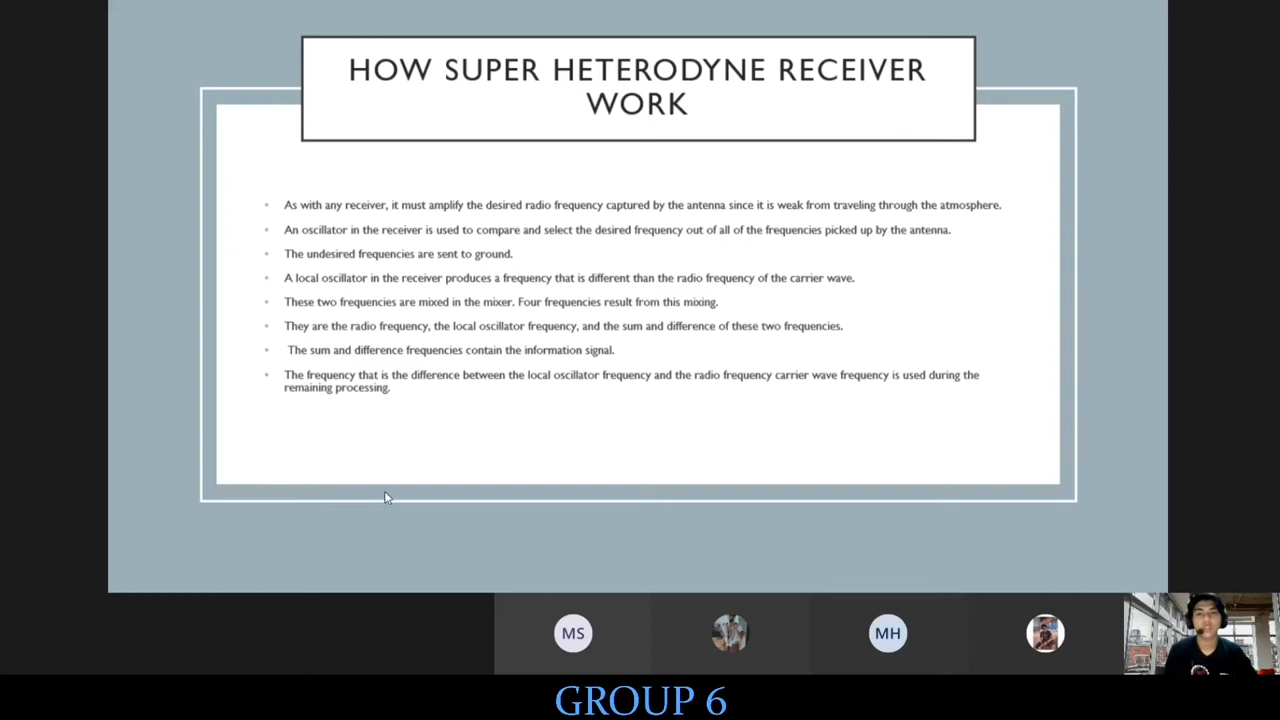 HOW SUPER HETERODYNE RECEIVER
WORK
• As with any receiver, it must amplify the desired radio frequency captured by the antenna since it is weak from traveling through the atmosphere.
• An oscillator in the receiver is used to compare and select the desired frequency out of all of the frequencies picked up by the antenna.
• The undesired frequencies are sent to ground.
• A local oscillator in the receiver produces a frequency that is different than the radio frequency of the carrier wave.
• These two frequencies are mixed in the mixer. Four frequencies result from this mixing.
• They are the radio frequency, the local oscillator frequency, and the sum and difference of these two frequencies.
• The sum and difference frequencies contain the information signal.
• The frequency that is the difference between the local oscillator frequency and the radio frequency carrier wave frequency is used during the
remaining processing.
MS
MH
GROUP 6